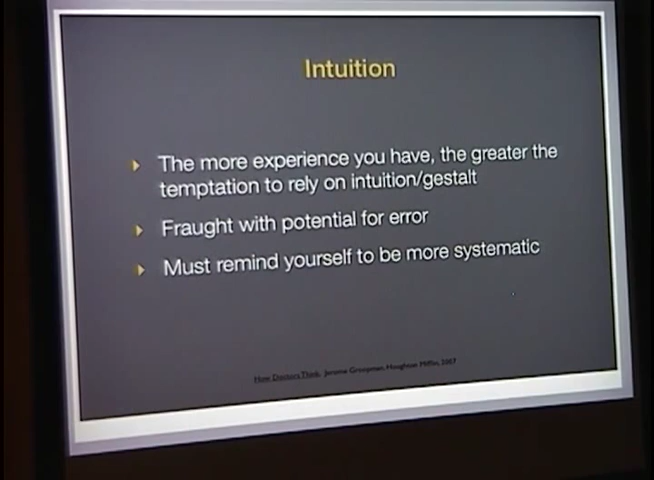 Intuition
The more experience you have, the greater the
temptation to rely on intuition/gestalt
Fraught with potential for error
Must remind yourself to be more systematic
How Doctors Think, Jerome Groopman, Houghton Mifflin, 2007